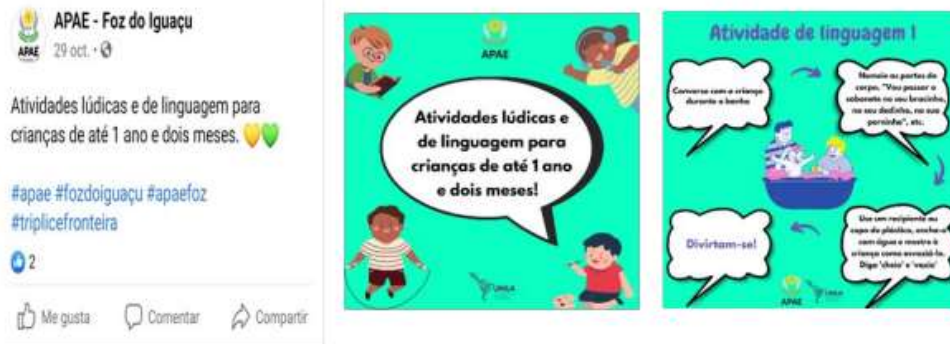 APAE - Foz do Iguaçu
29 oct.
APAE
Atividades lúdicas e de linguagem para
crianças de até 1 ano e dois meses. 💛💚
#apae #fozdoiguaçu #apaefoz
#triplicefronteira
2
Me gusta
Comentar
Compartir
APAE
Atividades lúdicas e
de linguagem para
crianças de até 1 ano
e dois meses!
UNILA
Atividade de linguagem 1
Converse com a criança
durante o banho
Nomeie as partes do
corpo. "Vou passar o
sabonete no seu bracinho,
no seu dedinho, na sua
perninha", etc.
Use um recipiente ou
copo de plástico, encha-o
com água e mostre à
criança como esvaziá-lo.
Diga 'cheio' e 'vazio'
Divirtam-se!
APAE
UNILA